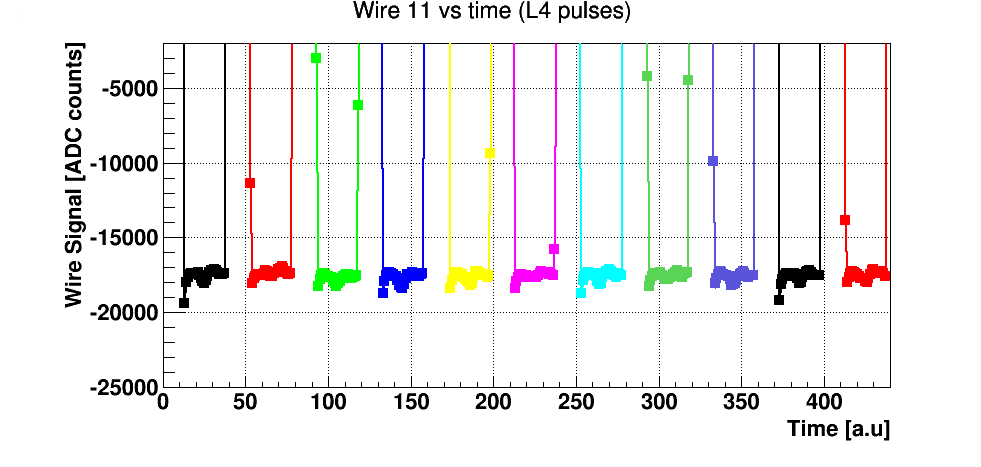 Wire 11 vs time (L4 pulses)
Wire Signal [ADC counts]
-5000
-10000
-15000
-20000
-25000
0 50 100 150 200 250 300 350 400
Time [a.u]